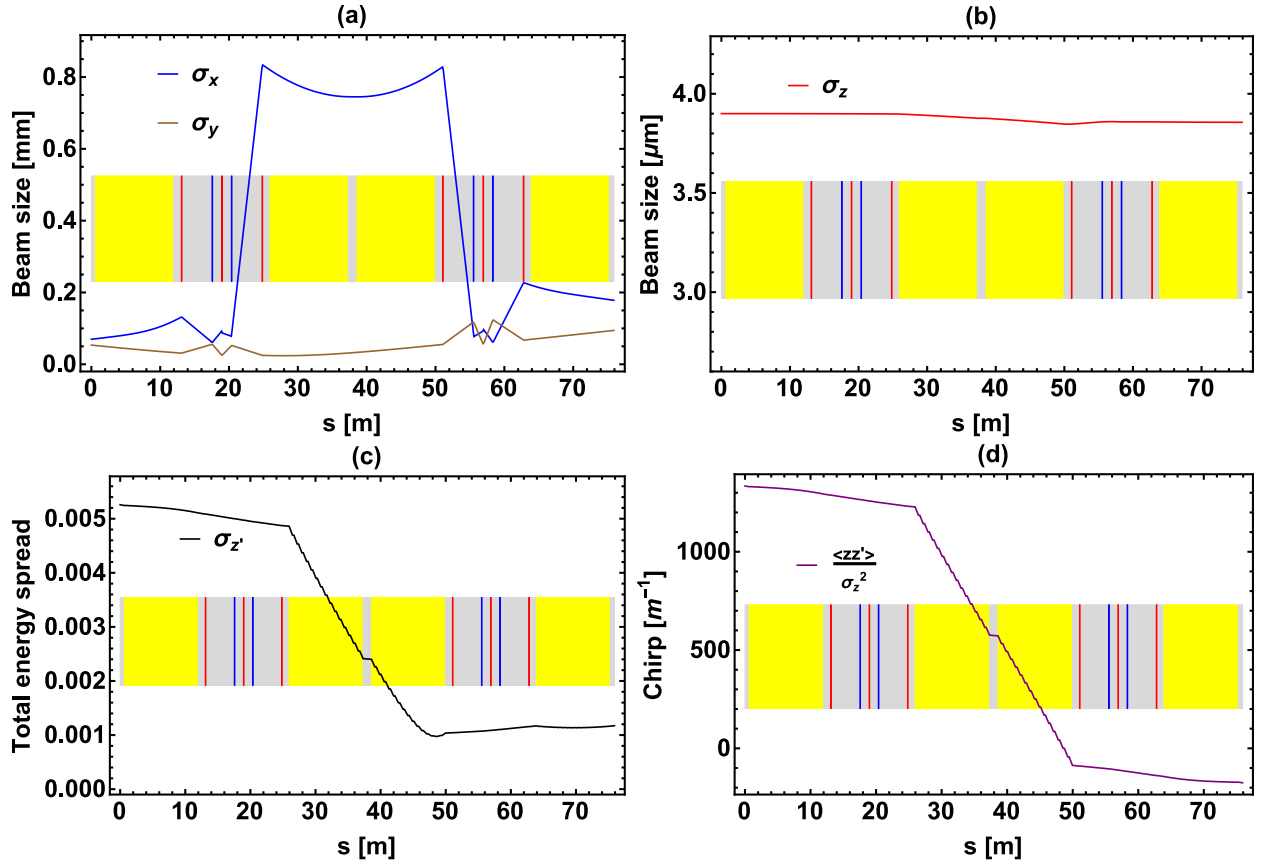 (a)
Beam size [mm]
0.8
0.6
0.4
0.2
0.0
σx
σy
0 10 20 30 40 50 60 70
s [m]
(b)
Beam size [μm]
4.0
3.5
3.0
σz
0 10 20 30 40 50 60 70
s [m]
(c)
Total energy spread
0.005
0.004
0.003
0.002
0.001
0.000
σz'
0 10 20 30 40 50 60 70
s [m]
(d)
Chirp [m⁻¹]
1000
500
0
<zz'>
σz²
0 10 20 30 40 50 60 70
s [m]